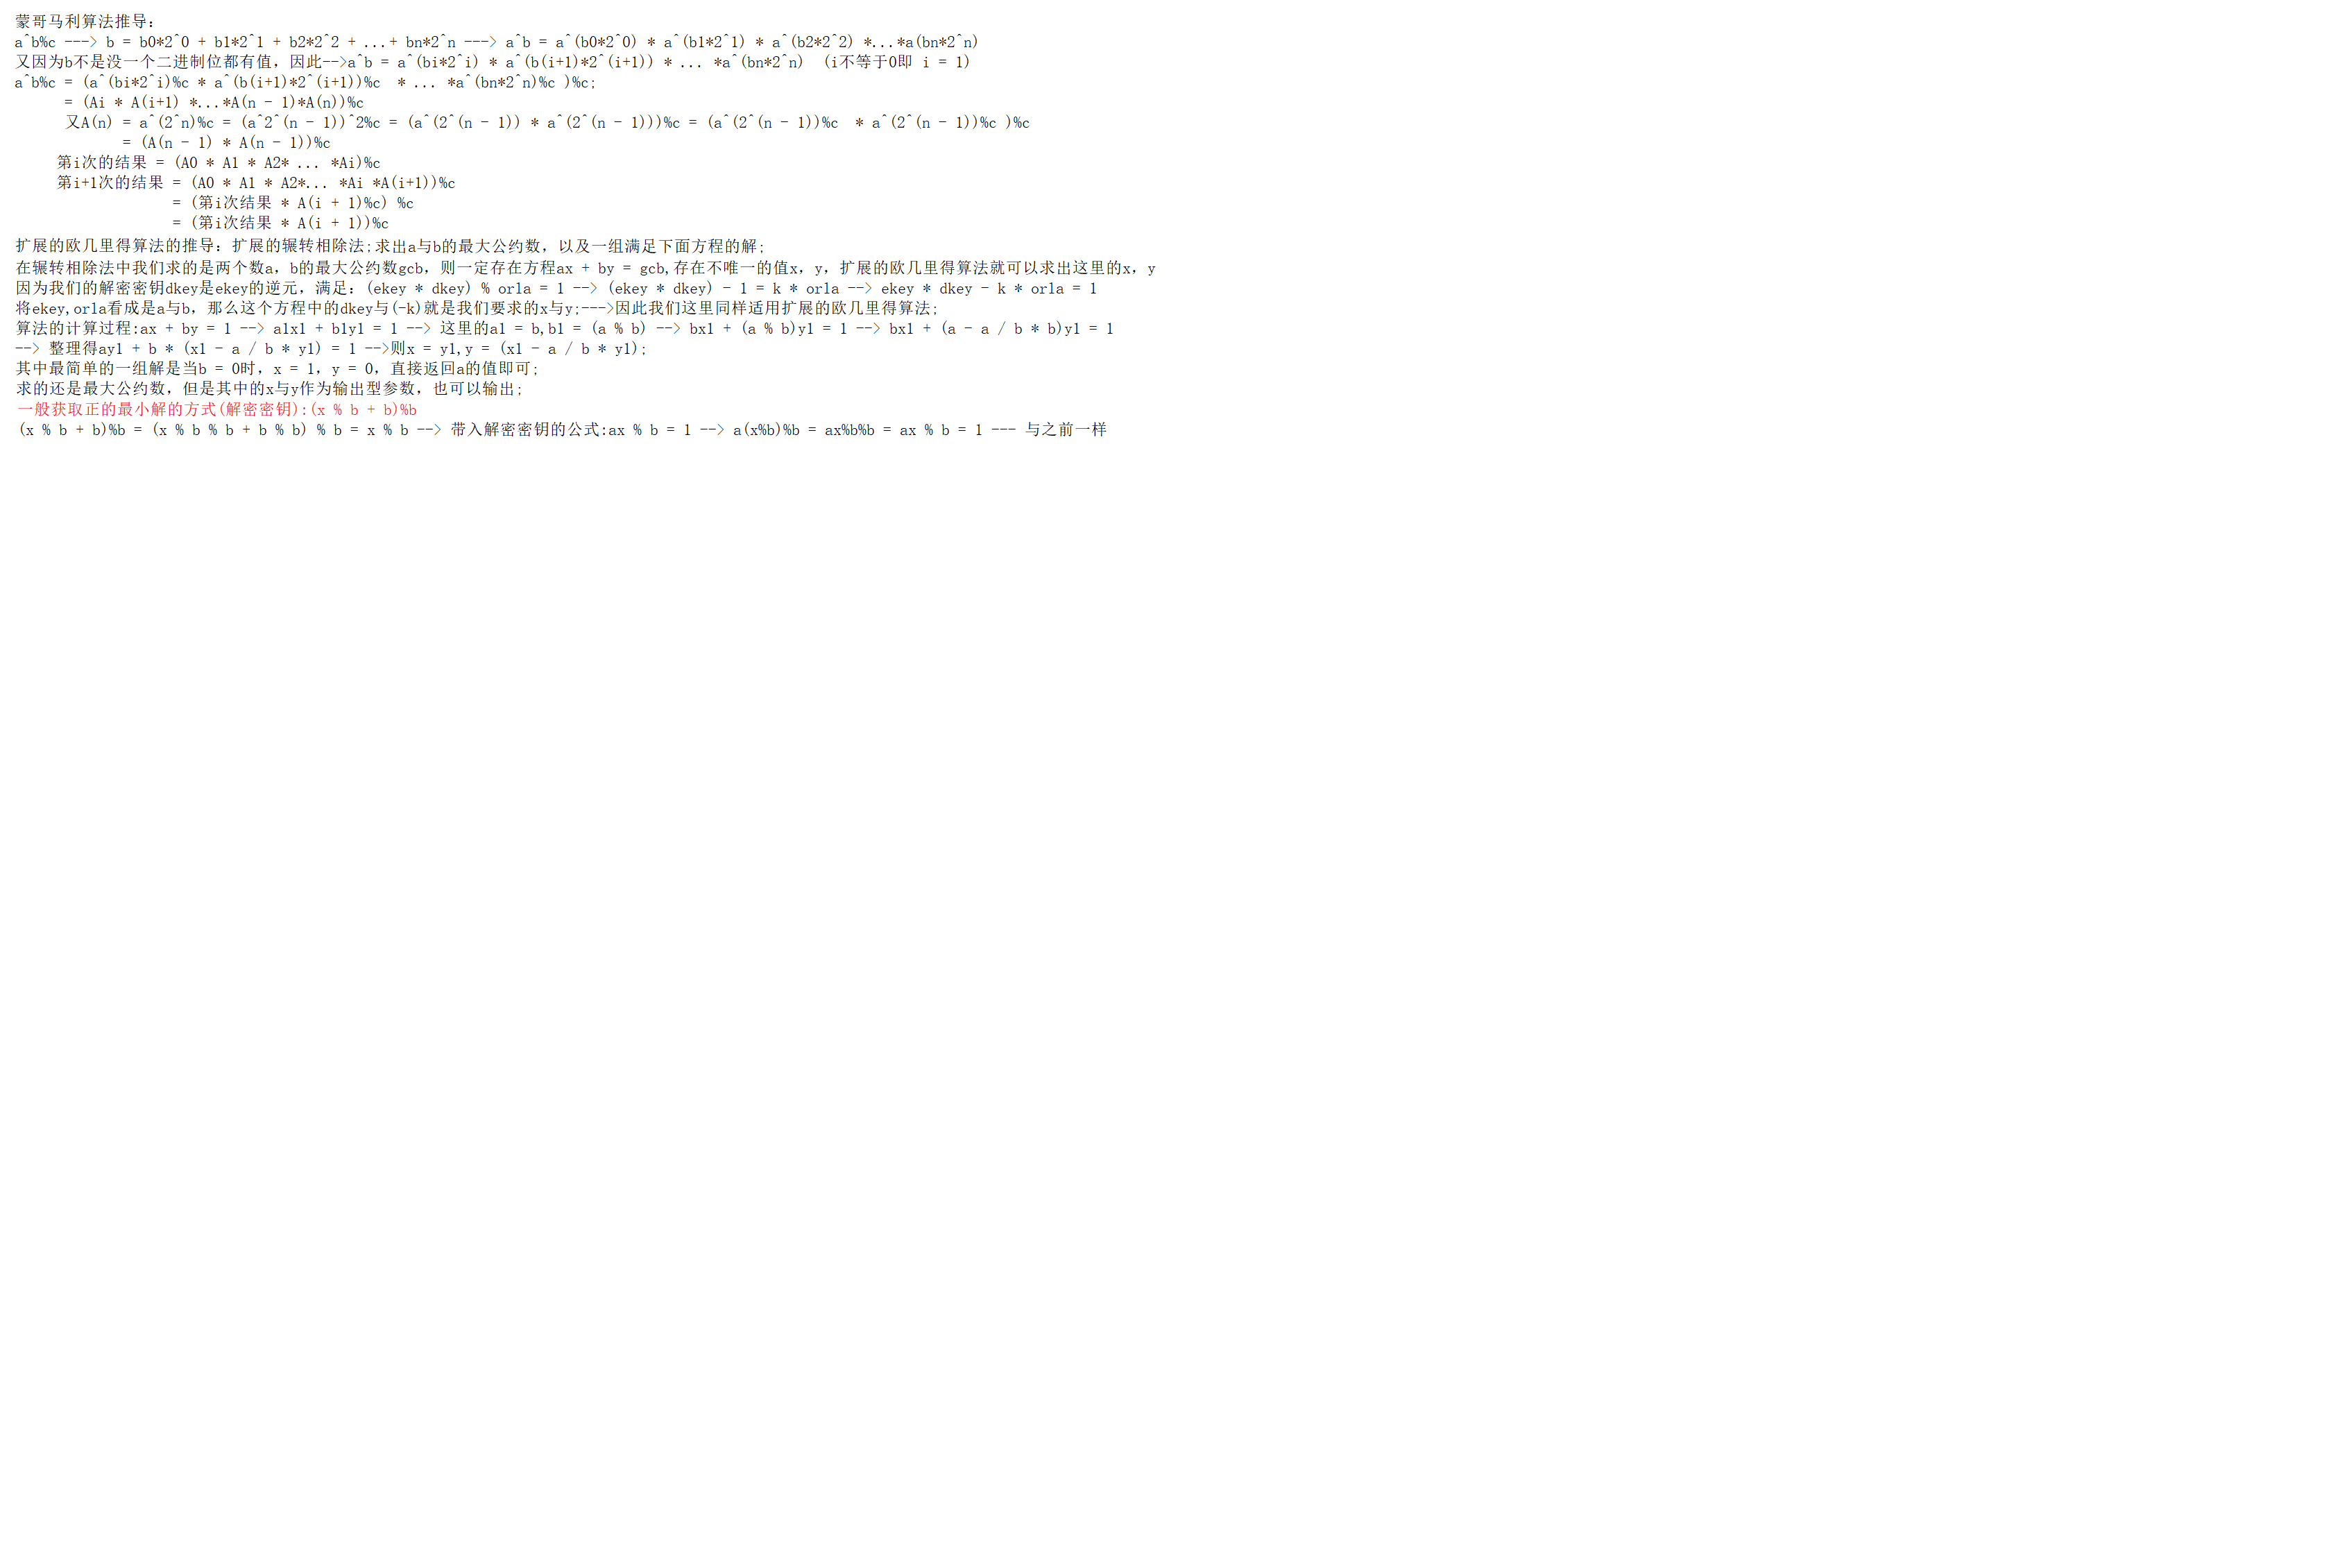 蒙哥马利算法推导：
a^b%c ---> b = b0*2^0 + b1*2^1 + b2*2^2 + ...+ bn*2^n ---> a^b = a^(b0*2^0) * a^(b1*2^1) * a^(b2*2^2) *...*a(bn*2^n)
又因为b不是没一个二进制位都有值，因此-->a^b = a^(bi*2^i) * a^(b(i+1)*2^(i+1)) * ... *a^(bn*2^n)  (i不等于0即 i = 1)
a^b%c = (a^(bi*2^i)%c * a^(b(i+1)*2^(i+1))%c  * ... *a^(bn*2^n)%c )%c;
= (Ai * A(i+1) *...*A(n - 1)*A(n))%c
又A(n) = a^(2^n)%c = (a^2^(n - 1))^2%c = (a^(2^(n - 1)) * a^(2^(n - 1)))%c = (a^(2^(n - 1))%c  * a^(2^(n - 1))%c )%c
= (A(n - 1) * A(n - 1))%c
第i次的结果 = (A0 * A1 * A2* ... *Ai)%c
第i+1次的结果 = (A0 * A1 * A2*... *Ai *A(i+1))%c
= (第i次结果 * A(i + 1)%c) %c
= (第i次结果 * A(i + 1))%c
扩展的欧几里得算法的推导：扩展的辗转相除法;求出a与b的最大公约数，以及一组满足下面方程的解;
在辗转相除法中我们求的是两个数a，b的最大公约数gcb，则一定存在方程ax + by = gcb,存在不唯一的值x，y，扩展的欧几里得算法就可以求出这里的x，y
因为我们的解密密钥dkey是ekey的逆元，满足：(ekey * dkey) % orla = 1 --> (ekey * dkey) - 1 = k * orla --> ekey * dkey - k * orla = 1
将ekey,orla看成是a与b，那么这个方程中的dkey与(-k)就是我们要求的x与y;--->因此我们这里同样适用扩展的欧几里得算法;
算法的计算过程:ax + by = 1 --> a1x1 + b1y1 = 1 --> 这里的a1 = b,b1 = (a % b) --> bx1 + (a % b)y1 = 1 --> bx1 + (a - a / b * b)y1 = 1
--> 整理得ay1 + b * (x1 - a / b * y1) = 1 -->则x = y1,y = (x1 - a / b * y1);
其中最简单的一组解是当b = 0时，x = 1，y = 0，直接返回a的值即可;
求的还是最大公约数，但是其中的x与y作为输出型参数，也可以输出;
一般获取正的最小解的方式(解密密钥):(x % b + b)%b
(x % b + b)%b = (x % b % b + b % b) % b = x % b --> 带入解密密钥的公式:ax % b = 1 --> a(x%b)%b = ax%b%b = ax % b = 1 --- 与之前一样